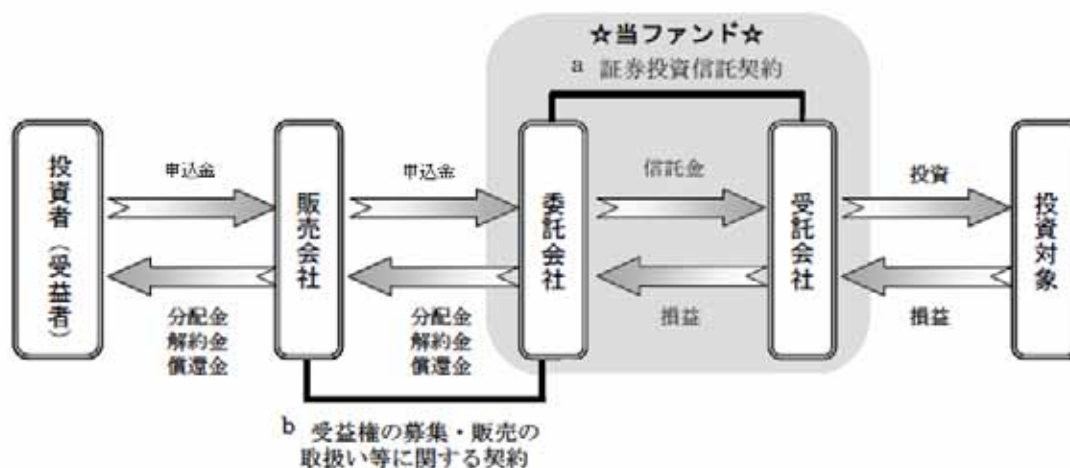 ☆当ファンド☆
a 証券投資信託契約
投資者（受益者）
申込金
販売会社
申込金
委託会社
信託金
受託会社
投資
投資対象
分配金
解約金
償還金
分配金
解約金
償還金
損益
損益
b 受益権の募集・販売の
取扱い等に関する契約